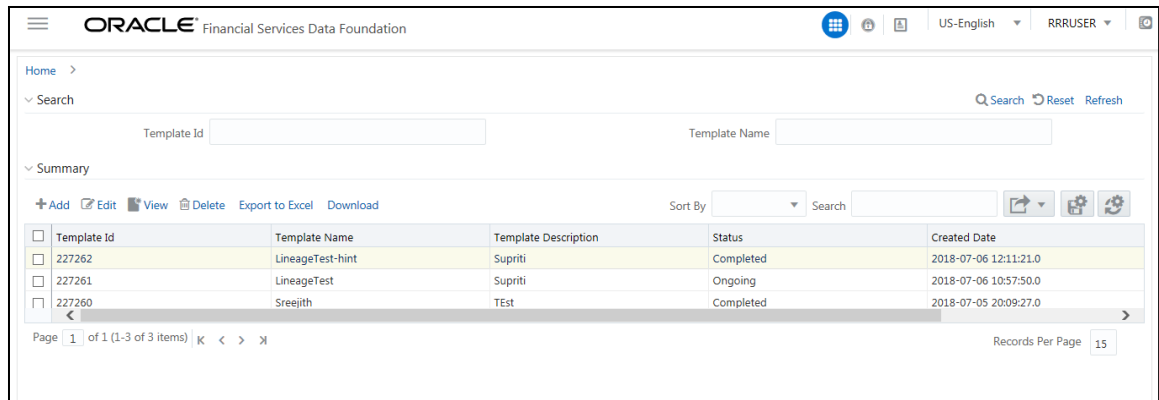 ORACLE® Financial Services Data Foundation US-English RRRUSER
Home >
Search Search Reset Refresh
Template Id Template Name
Summary
Add Edit View Delete Export to Excel Download Sort By Search
Template Id Template Name Template Description Status Created Date
227262 LineageTest-hint Supriti Completed 2018-07-06 12:11:21.0
227261 LineageTest Supriti Ongoing 2018-07-06 10:57:50.0
227260 Sreejith TEst Completed 2018-07-05 20:09:27.0
Page 1 of 1 (1-3 of 3 items) Records Per Page 15